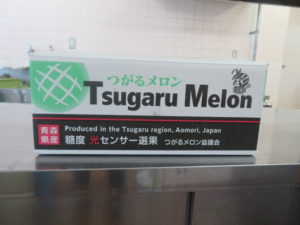 つがるメロン
Tsugaru Melon
青森県産
Produced in the Tsugaru region, Aomori, Japan
糖度 光センサー選果 つがるメロン協議会